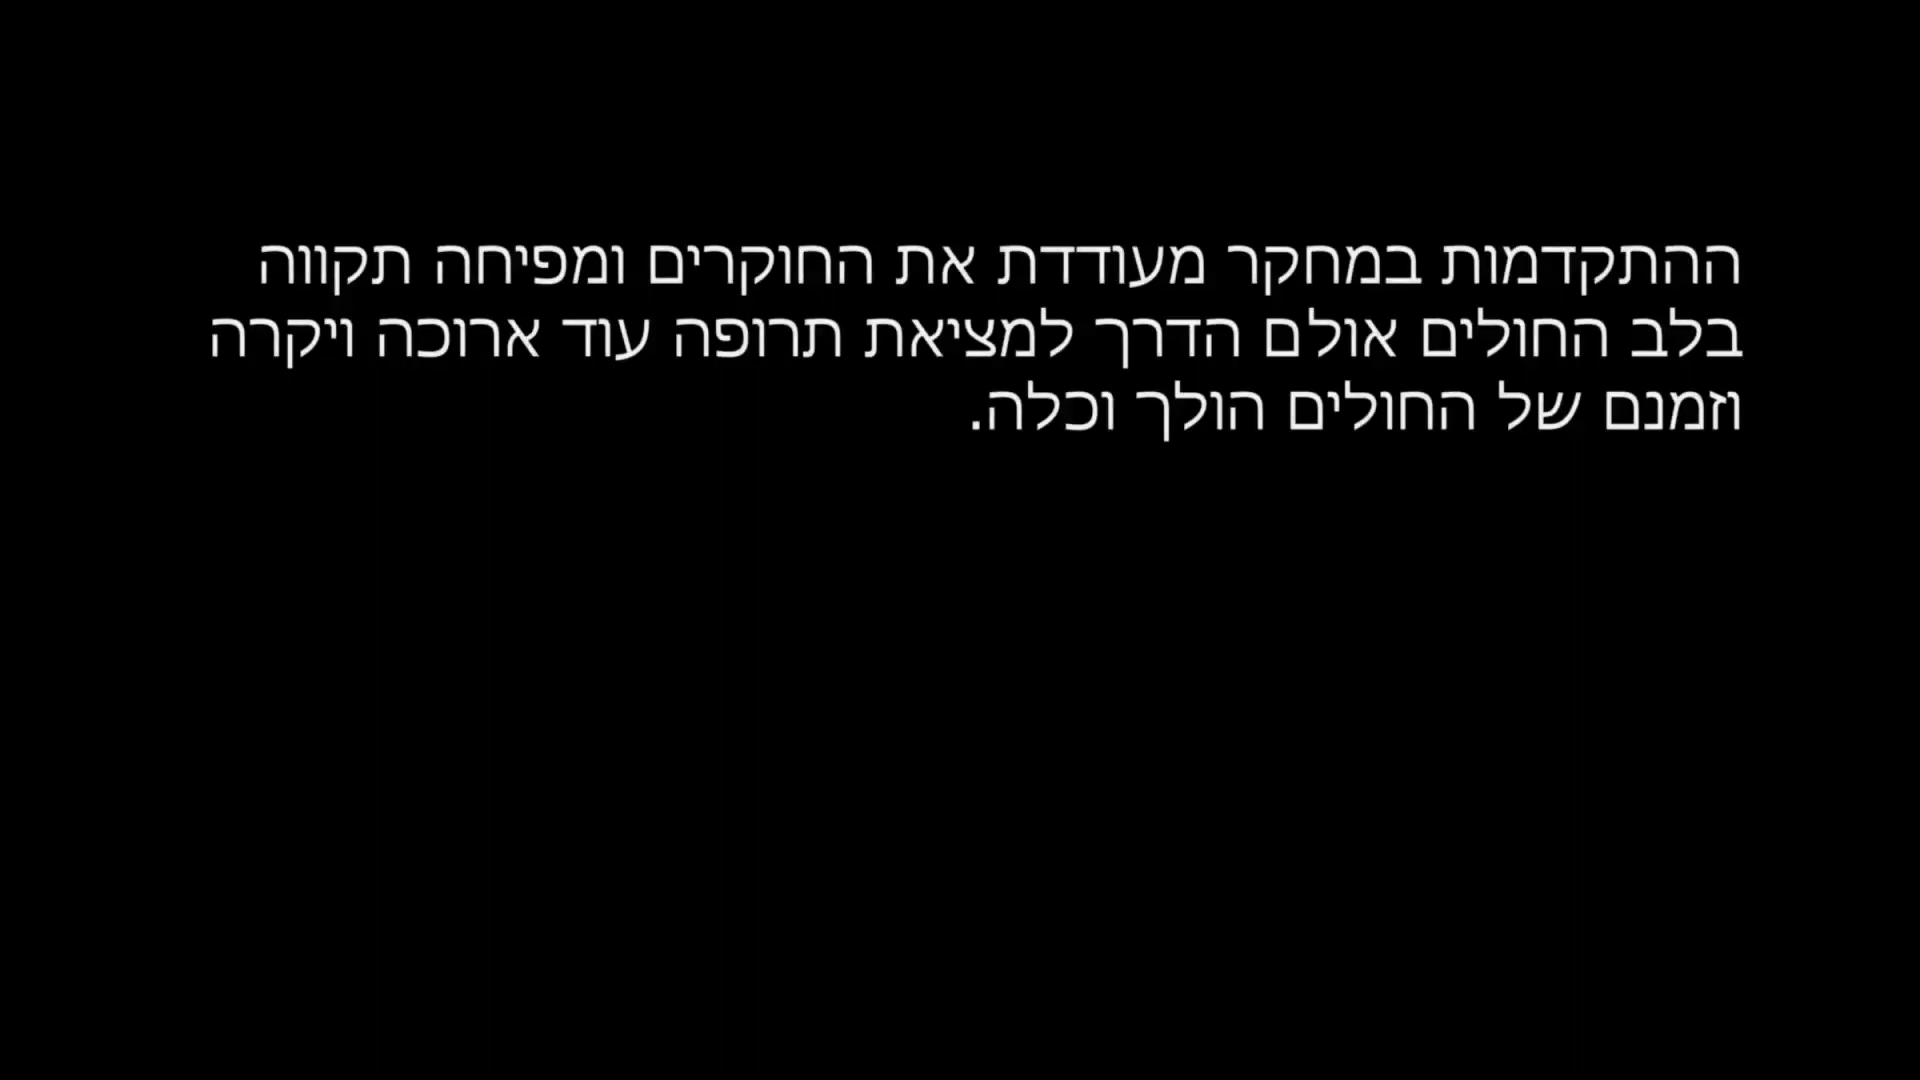 ההתקדמות במחקר מעודדת את החוקרים ומפיחה תקווה
בלב החולים אולם הדרך למציאת תרופה עוד ארוכה ויקרה
וזמנם של החולים הולך וכלה.